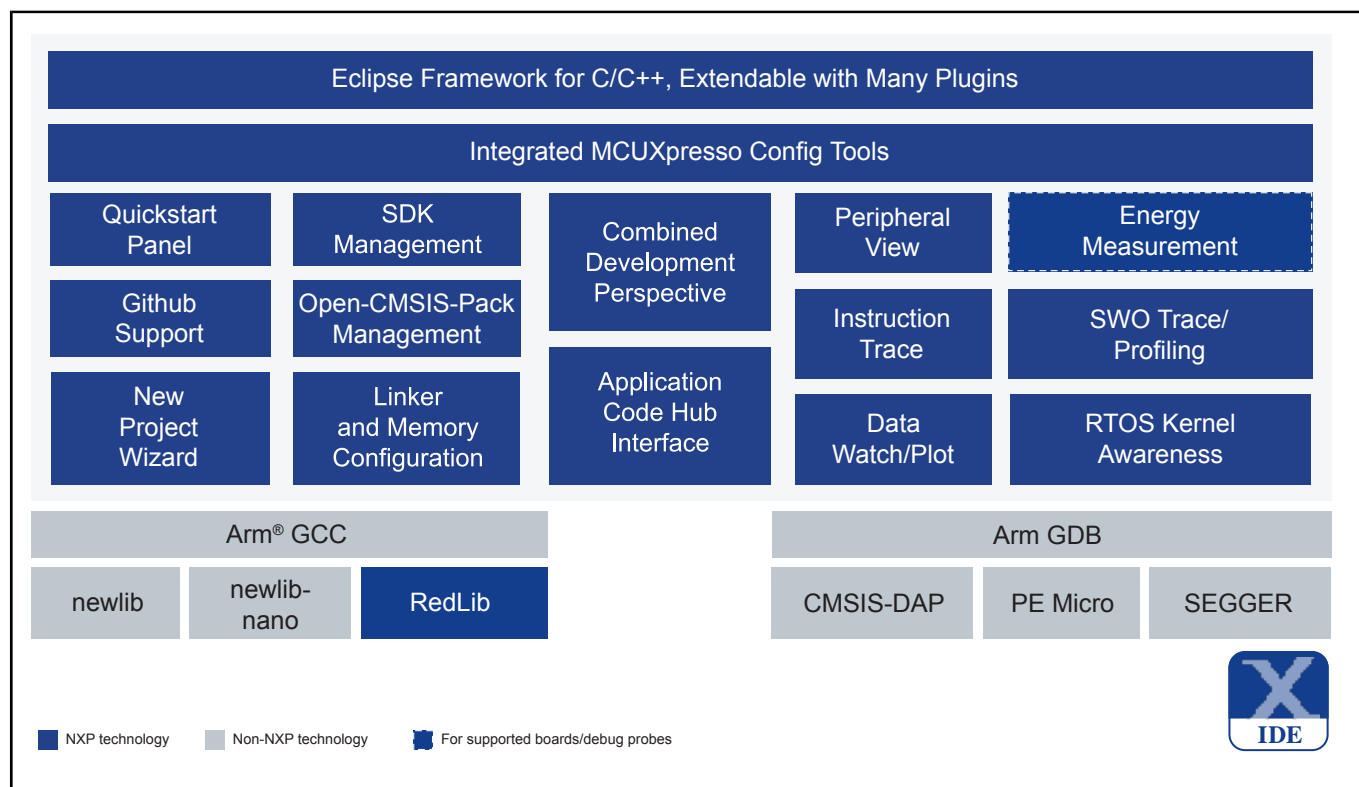 Eclipse Framework for C/C++, Extendable with Many Plugins
Integrated MCUXpresso Config Tools
Quickstart
Panel
SDK
Management
Combined
Development
Perspective
Peripheral
View
Energy
Measurement
Github
Support
Open-CMSIS-Pack
Management
Instruction
Trace
SWO Trace/
Profiling
New
Project
Wizard
Linker
and Memory
Configuration
Application
Code Hub
Interface
Data
Watch/Plot
RTOS Kernel
Awareness
Arm® GCC
Arm GDB
newlib
newlib-
nano
RedLib
CMSIS-DAP
PE Micro
SEGGER
X
IDE
NXP technology
Non-NXP technology
For supported boards/debug probes